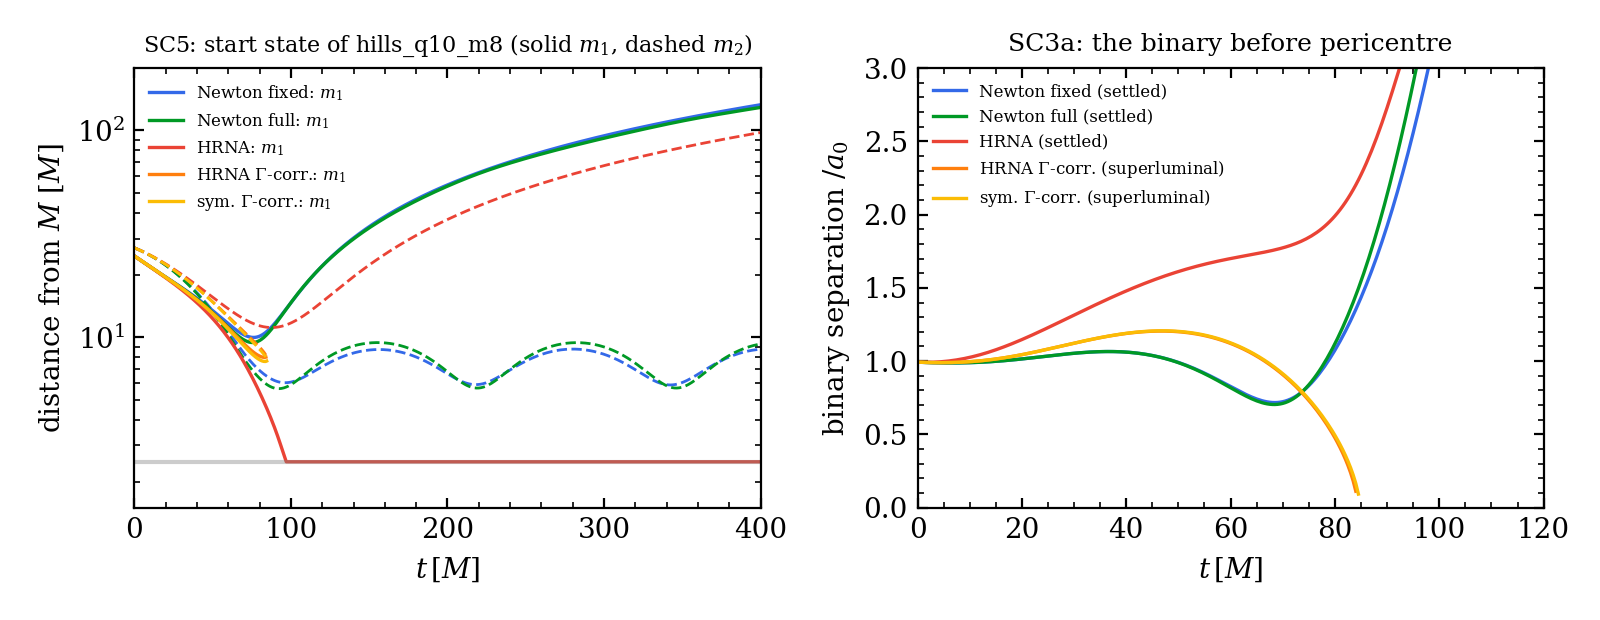 SC5: start state of hills_q10_m8 (solid m₁, dashed m₂)
Newton fixed: m₁
Newton full: m₁
HRNA: m₁
HRNA Γ-corr.: m₁
sym. Γ-corr.: m₁
distance from M [M]
10²
10¹
0 100 200 300 400
t [M]
SC3a: the binary before pericentre
Newton fixed (settled)
Newton full (settled)
HRNA (settled)
HRNA Γ-corr. (superluminal)
sym. Γ-corr. (superluminal)
binary separation /a₀
3.0
2.5
2.0
1.5
1.0
0.5
0.0
0 20 40 60 80 100 120
t [M]